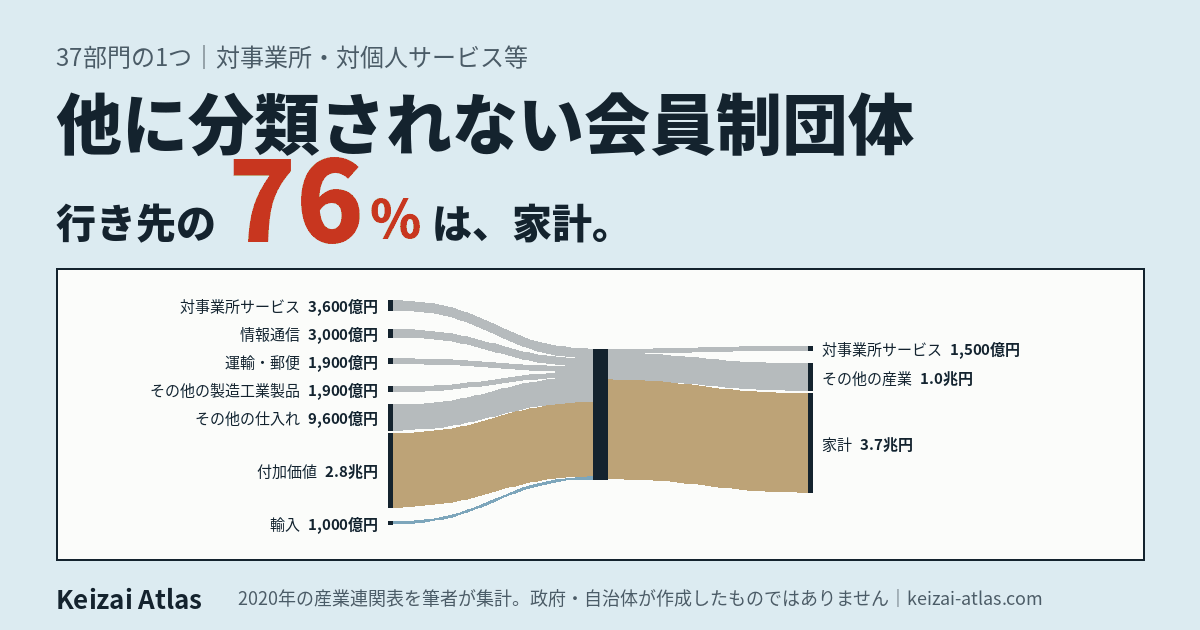 37部門の1つ｜対事業所・対個人サービス等
他に分類されない会員制団体
行き先の 76% は、家計。
対事業所サービス 3,600億円
情報通信 3,000億円
運輸・郵便 1,900億円
その他の製造工業製品 1,900億円
その他の仕入れ 9,600億円
付加価値 2.8兆円
輸入 1,000億円
対事業所サービス 1,500億円
その他の産業 1.0兆円
家計 3.7兆円
Keizai Atlas 2020年の産業連関表を筆者が集計。政府・自治体が作成したものではありません｜keizai-atlas.com